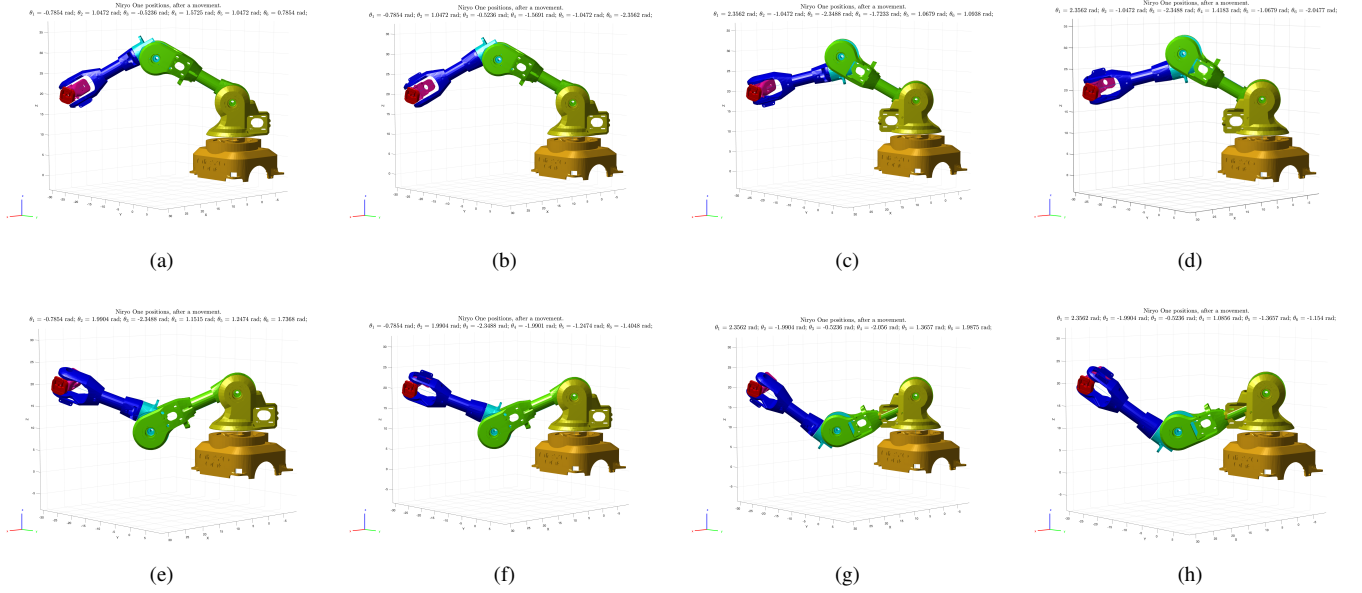 Niryo One positions, after a movement.
θ₁ = -0.7854 rad; θ₂ = 1.0472 rad; θ₃ = -0.5236 rad; θ₄ = 1.5725 rad; θ₅ = 1.0472 rad; θ₆ = 0.7854 rad;
(a)
Niryo One positions, after a movement.
θ₁ = -0.7854 rad; θ₂ = 1.0472 rad; θ₃ = -0.5236 rad; θ₄ = -1.5691 rad; θ₅ = -1.0472 rad; θ₆ = -2.3562 rad;
(b)
Niryo One positions, after a movement.
θ₁ = 2.3562 rad; θ₂ = -1.0472 rad; θ₃ = -2.3488 rad; θ₄ = -1.7233 rad; θ₅ = 1.0679 rad; θ₆ = 1.0938 rad;
(c)
Niryo One positions, after a movement.
θ₁ = 2.3562 rad; θ₂ = -1.0472 rad; θ₃ = -2.3488 rad; θ₄ = 1.4183 rad; θ₅ = -1.0679 rad; θ₆ = -2.0477 rad;
(d)
Niryo One positions, after a movement.
θ₁ = -0.7854 rad; θ₂ = 1.9904 rad; θ₃ = -2.3488 rad; θ₄ = 1.1515 rad; θ₅ = 1.2474 rad; θ₆ = 1.7368 rad;
(e)
Niryo One positions, after a movement.
θ₁ = -0.7854 rad; θ₂ = 1.9904 rad; θ₃ = -2.3488 rad; θ₄ = -1.9901 rad; θ₅ = -1.2474 rad; θ₆ = -1.4048 rad;
(f)
Niryo One positions, after a movement.
θ₁ = 2.3562 rad; θ₂ = -1.9904 rad; θ₃ = -0.5236 rad; θ₄ = -2.056 rad; θ₅ = 1.3657 rad; θ₆ = 1.9875 rad;
(g)
Niryo One positions, after a movement.
θ₁ = 2.3562 rad; θ₂ = -1.9904 rad; θ₃ = -0.5236 rad; θ₄ = 1.0856 rad; θ₅ = -1.3657 rad; θ₆ = -1.154 rad;
(h)